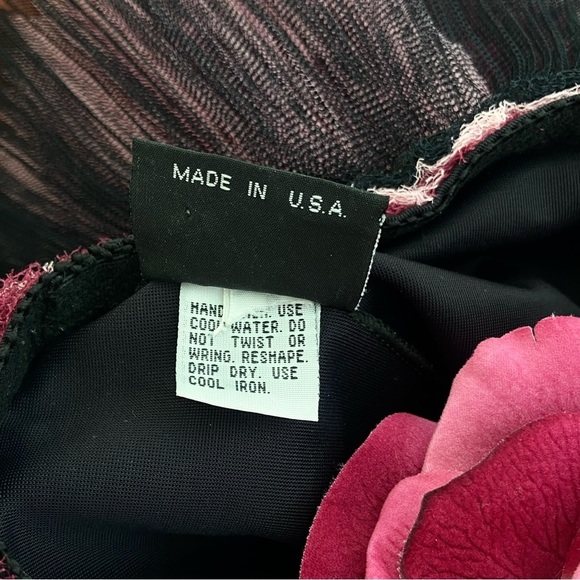 MADE IN U.S.A.
HAND USE
COOL WATER. DO
NOT TWIST OR
WRING. RESHAPE.
DRIP DRY. USE
COOL IRON.